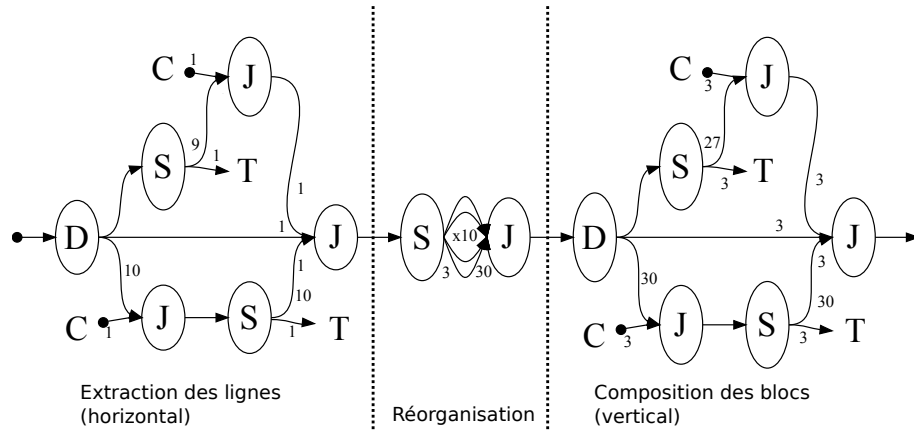 C 1 J
9
S 1 T
1
D 1 J
10 1
10
C 1 J S 1 T
Extraction des lignes
(horizontal)
S x10 J
3 30
Réorganisation
C 3 J
27
S 3 T
3
D 3 J
30 3
30
C 3 J S 3 T
Composition des blocs
(vertical)